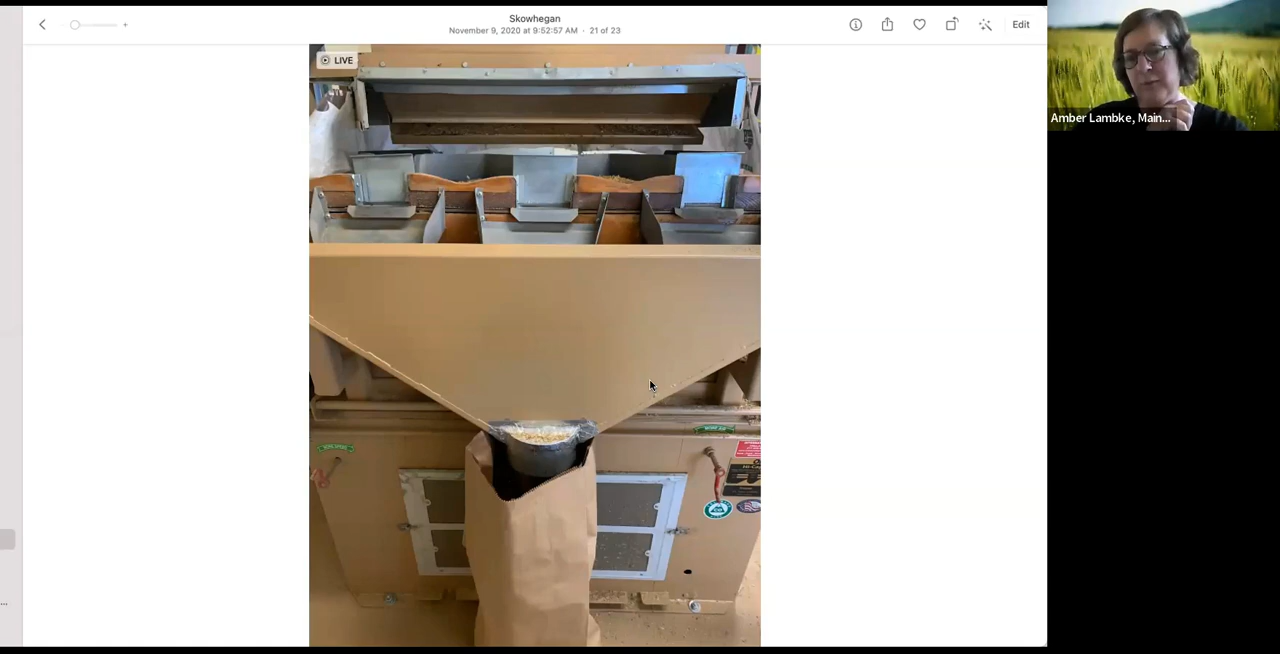 Skowhegan
November 9, 2020 at 9:52:57 AM · 21 of 23
Edit
LIVE
Amber Lambke, Main...